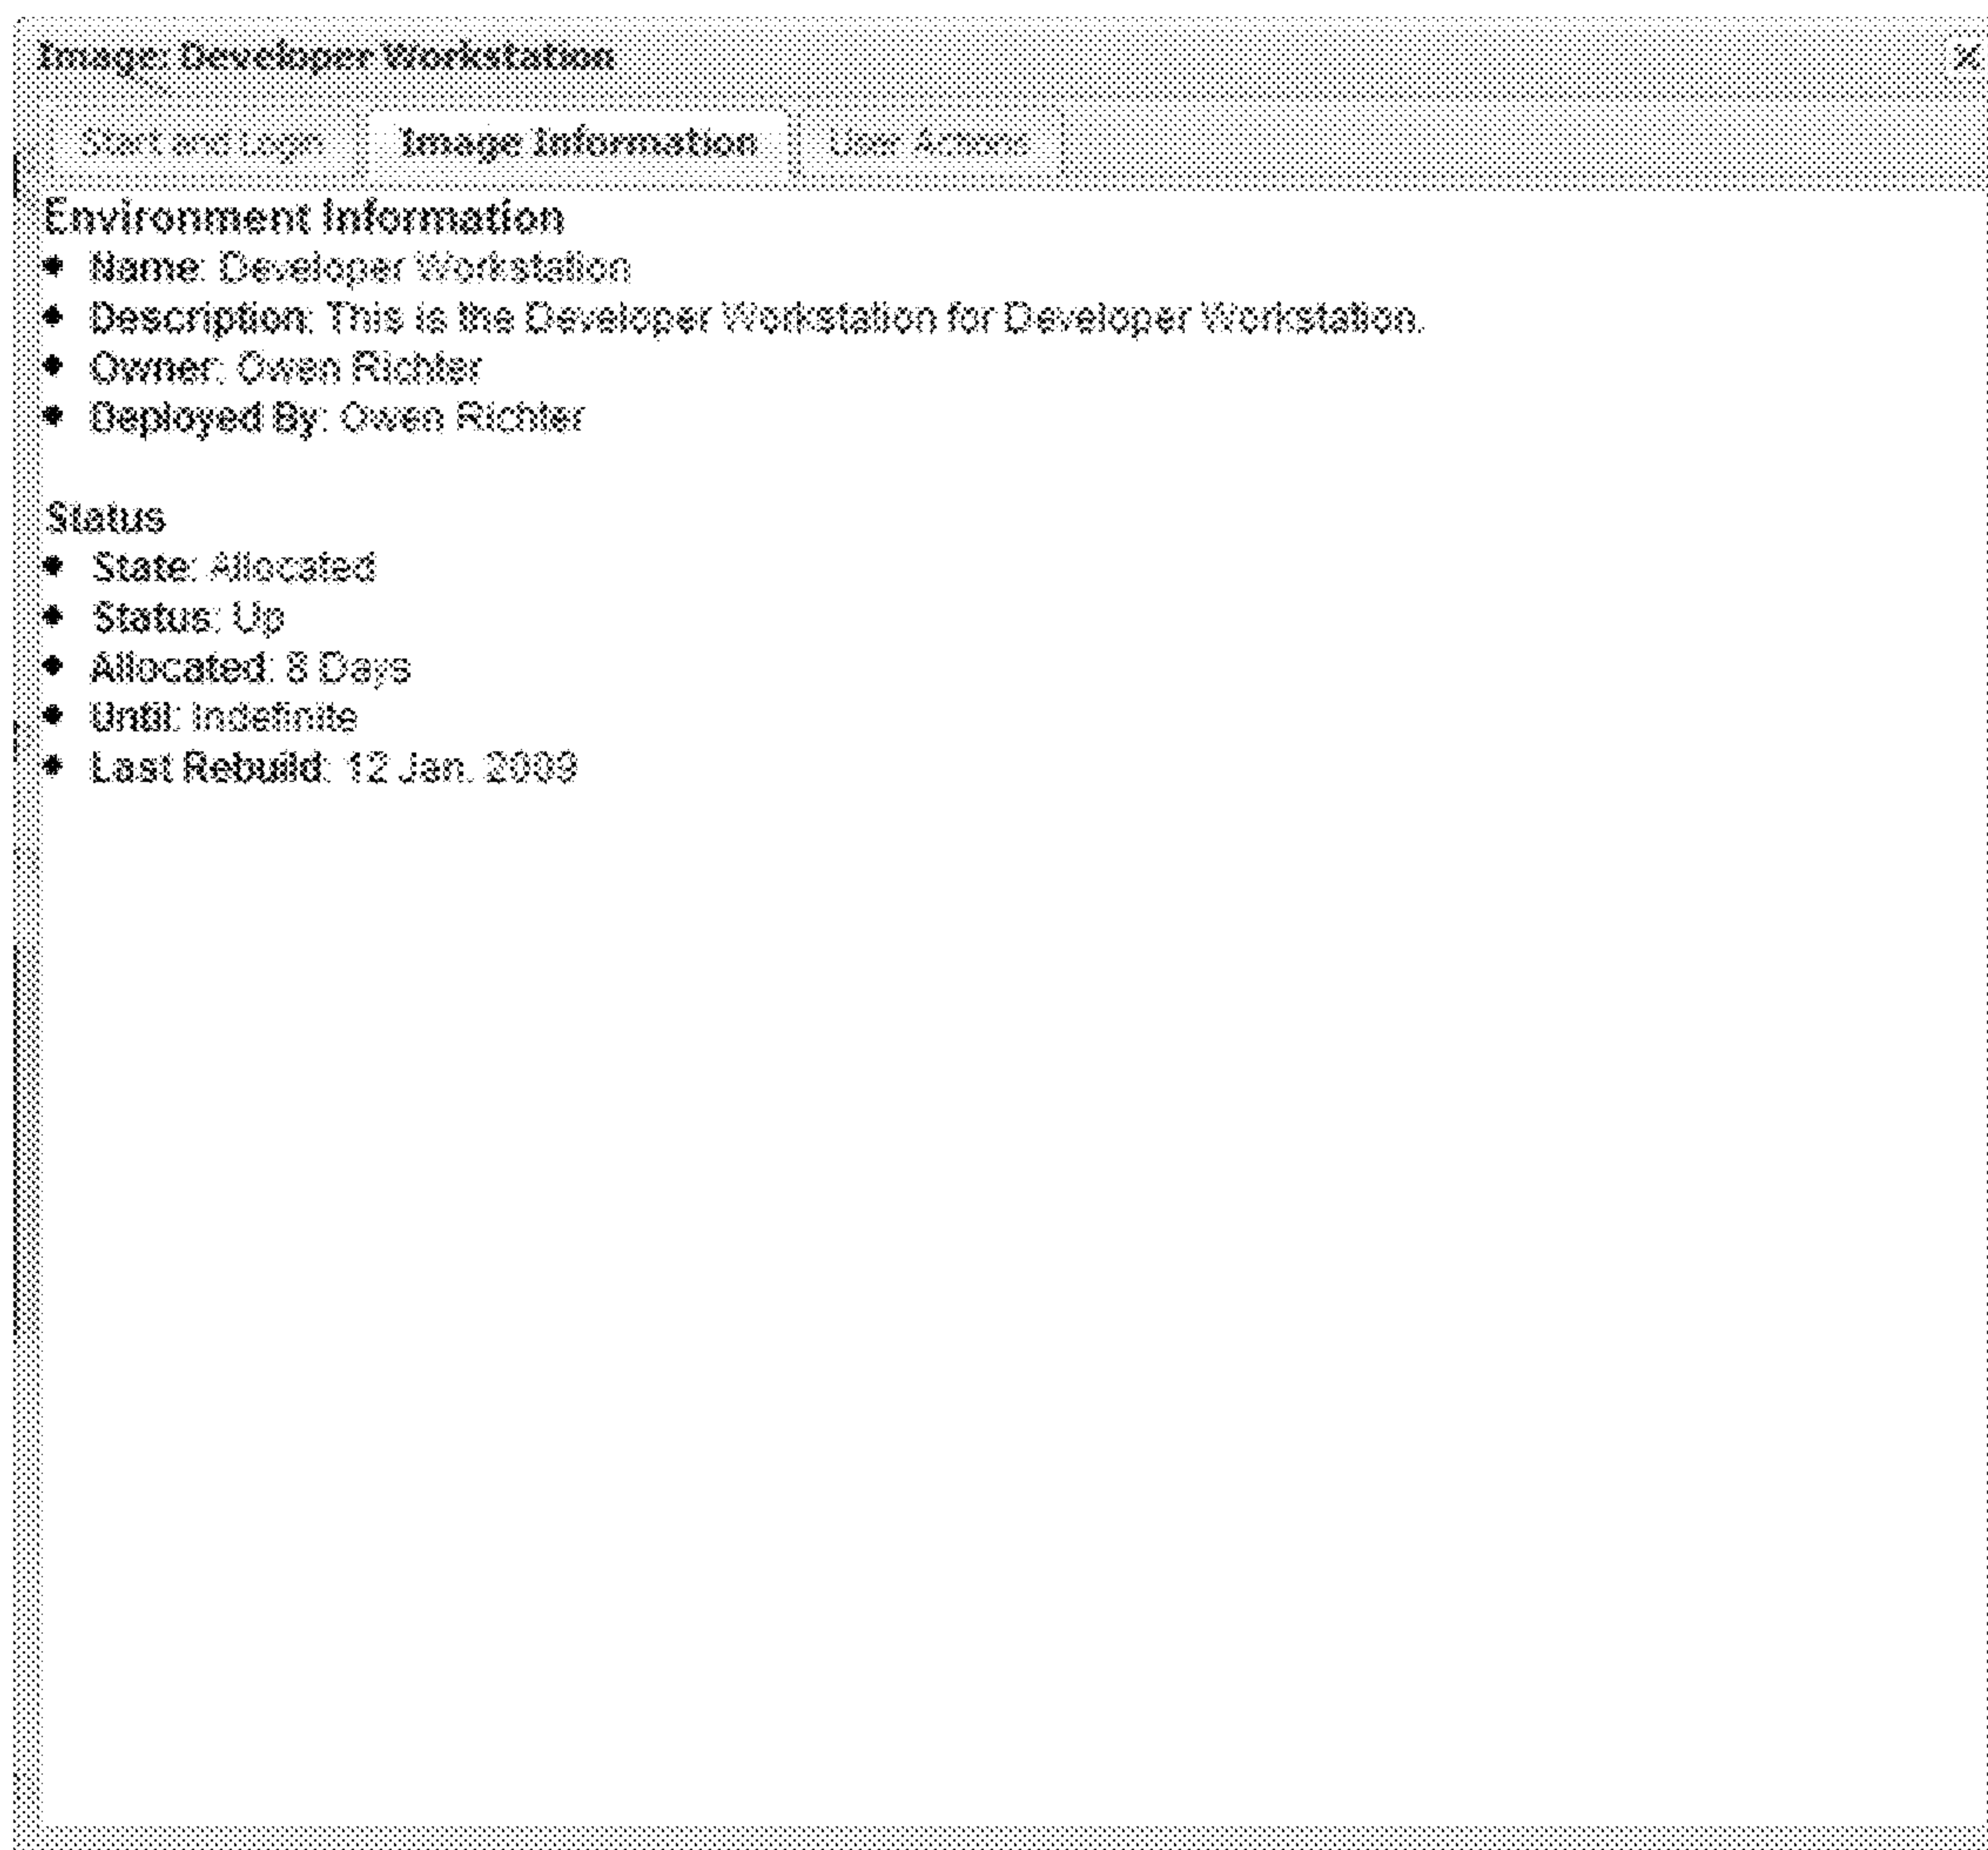 Image: Developer Workstation
X
Start and Login Image Information User Actions
Environment Information
Name: Developer Workstation
Description: This is the Developer Workstation for Developer Workstation.
Owner: Owen Richter
Deployed By: Owen Richter
Status
State: Allocated
Status: Up
Allocated: 8 Days
Until: Indefinite
Last Rebuild: 12 Jan. 2009